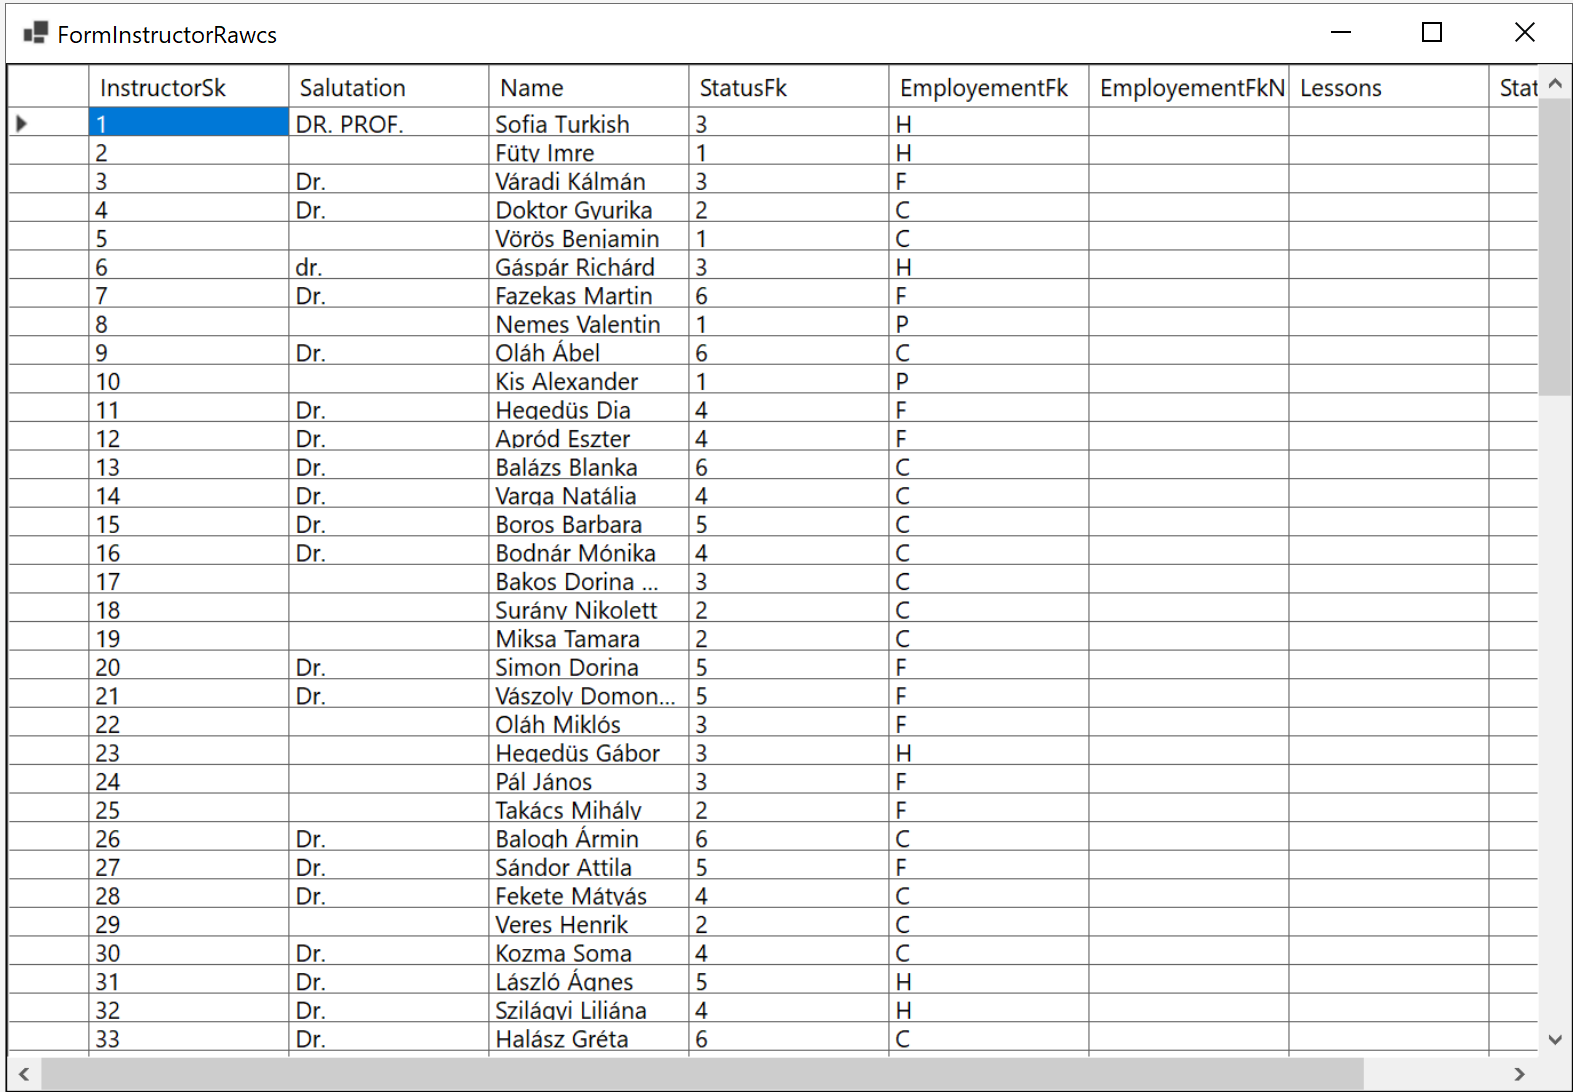 FormInstructorRawcs
InstructorSk Salutation Name StatusFk EmployementFk EmployementFkN Lessons Stat
1 DR. PROF. Sofia Turkish 3 H
2 Füty Imre 1 H
3 Dr. Váradi Kálmán 3 F
4 Dr. Doktor Gyurika 2 C
5 Vörös Benjamin 1 C
6 dr. Gáspár Richárd 3 H
7 Dr. Fazekas Martin 6 F
8 Nemes Valentin 1 P
9 Dr. Oláh Ábel 6 C
10 Kis Alexander 1 P
11 Dr. Hegedüs Dia 4 F
12 Dr. Apród Eszter 4 F
13 Dr. Balázs Blanka 6 C
14 Dr. Varga Natália 4 C
15 Dr. Boros Barbara 5 C
16 Dr. Bodnár Mónika 4 C
17 Bakos Dorina ... 3 C
18 Surány Nikolett 2 C
19 Miksa Tamara 2 C
20 Dr. Simon Dorina 5 F
21 Dr. Vászoly Domon... 5 F
22 Oláh Miklós 3 F
23 Hegedüs Gábor 3 H
24 Pál János 3 F
25 Takács Mihály 2 F
26 Dr. Balogh Ármin 6 C
27 Dr. Sándor Attila 5 F
28 Dr. Fekete Mátyás 4 C
29 Veres Henrik 2 C
30 Dr. Kozma Soma 4 C
31 Dr. László Ágnes 5 H
32 Dr. Szilágyi Liliána 4 H
33 Dr. Halász Gréta 6 C